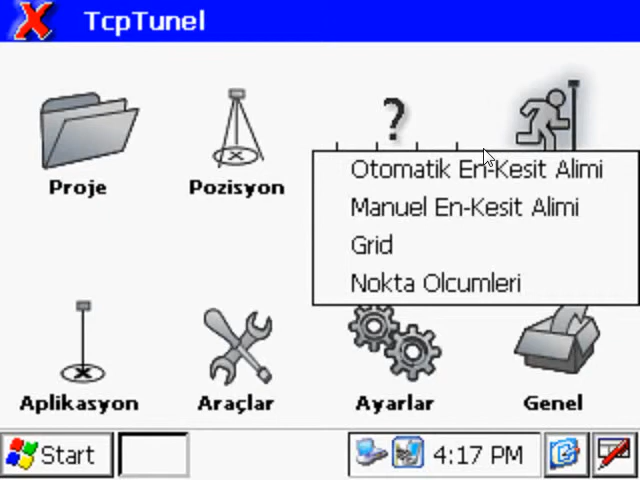 TcpTunel
?
Proje
Pozisyon
Otomatik En-Kesit Alimi
Manuel En-Kesit Alimi
Grid
Nokta Olcumleri
Aplikasyon
Araçlar
Ayarlar
Genel
Start
4:17 PM